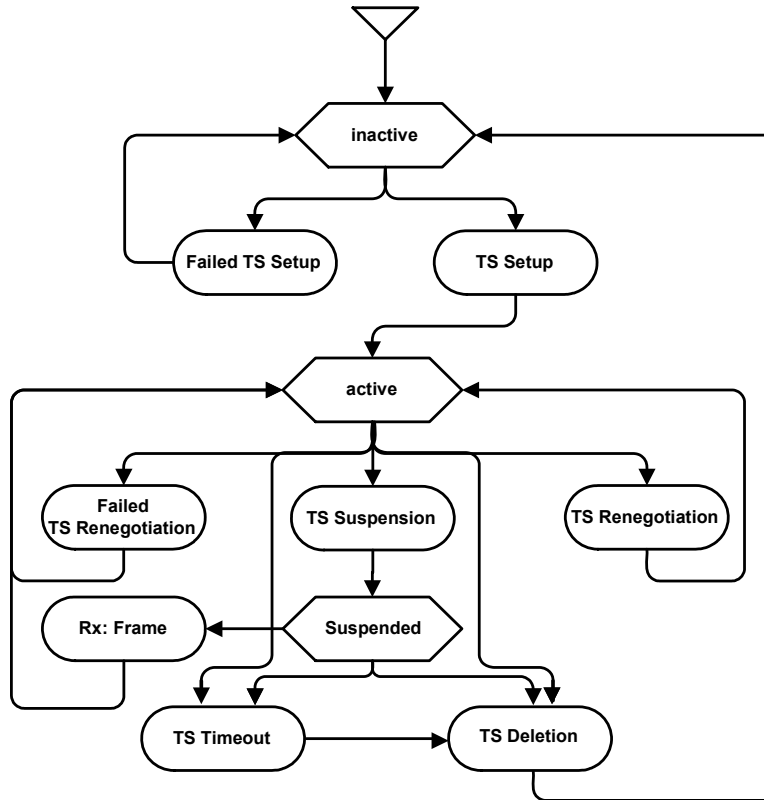 inactive
Failed TS Setup
TS Setup
active
Failed
TS Renegotiation
TS Suspension
TS Renegotiation
Rx: Frame
Suspended
TS Timeout
TS Deletion